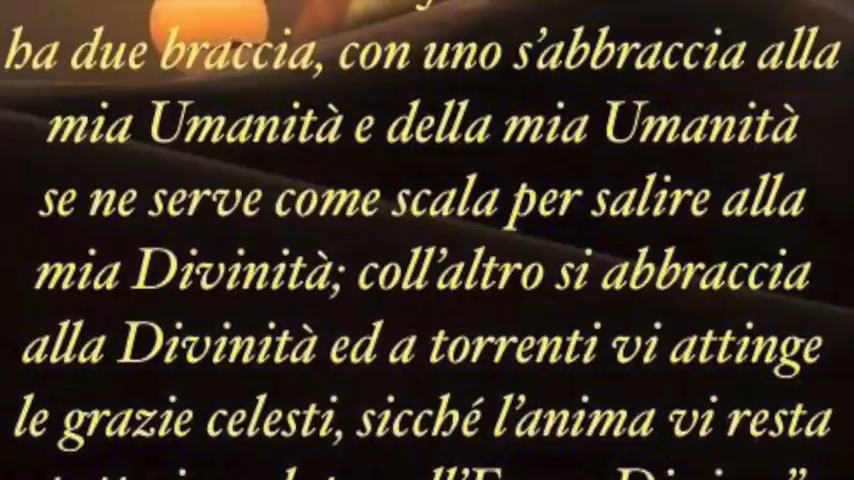 ha due braccia, con uno s'abbraccia alla
mia Umanità e della mia Umanità
se ne serve come scala per salire alla
mia Divinità; coll'altro si abbraccia
alla Divinità ed a torrenti vi attinge
le grazie celesti, sicché l'anima vi resta